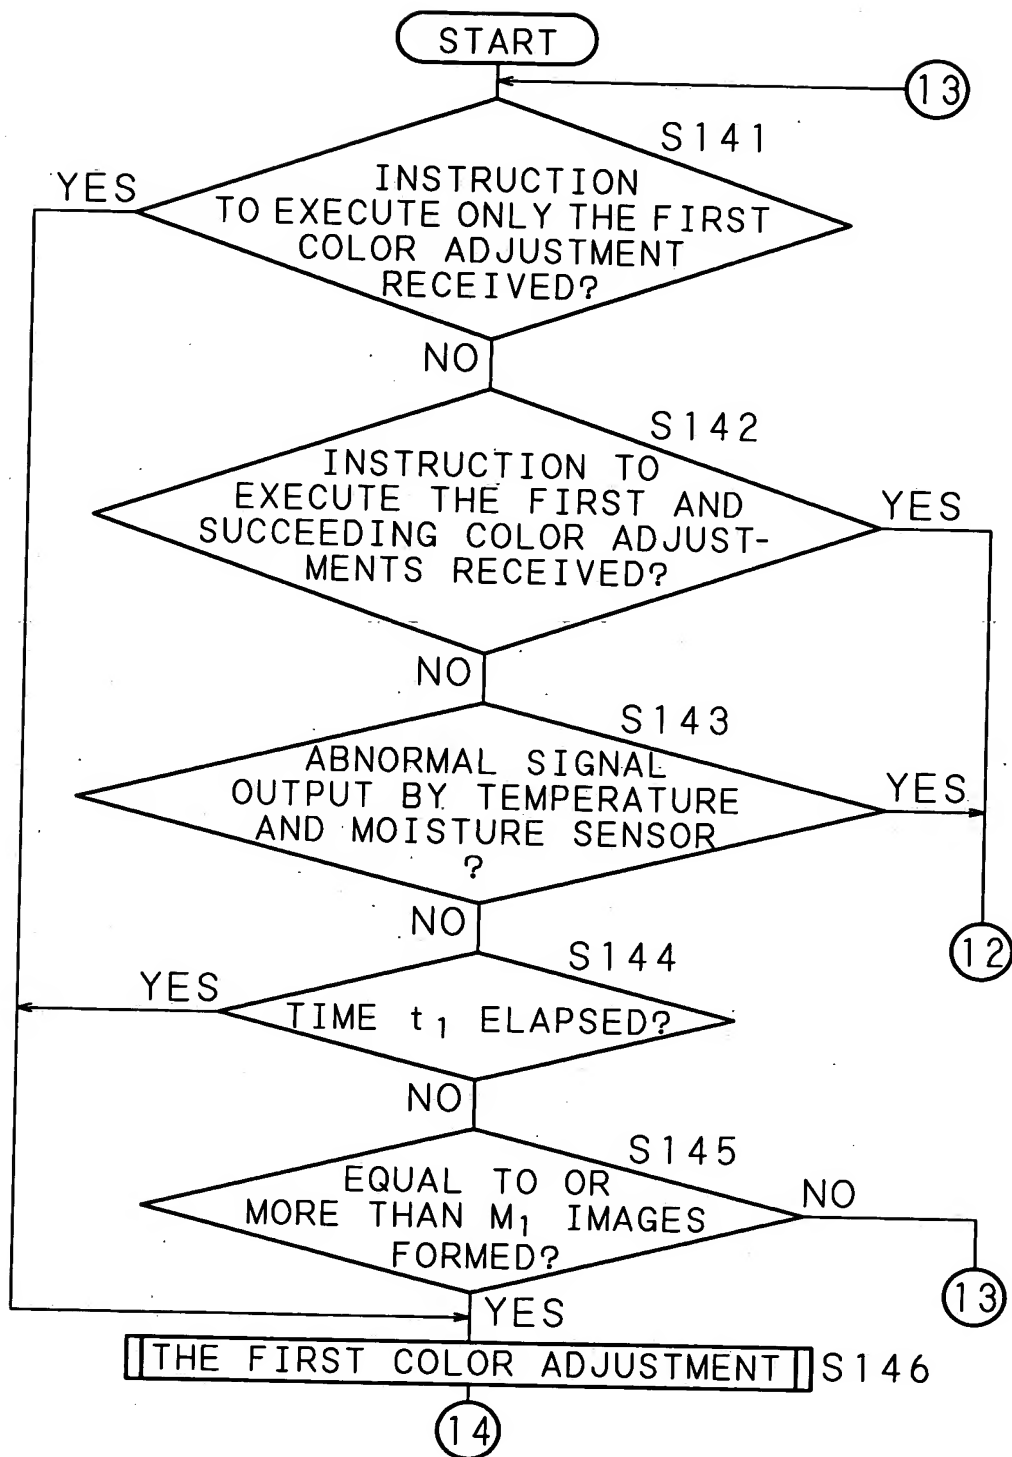 START
13
S141
YES
INSTRUCTION
TO EXECUTE ONLY THE FIRST
COLOR ADJUSTMENT
RECEIVED?
NO
S142
INSTRUCTION TO
EXECUTE THE FIRST AND
SUCCEEDING COLOR ADJUST-
MENTS RECEIVED?
YES
NO
S143
ABNORMAL SIGNAL
OUTPUT BY TEMPERATURE
AND MOISTURE SENSOR
?
YES
NO
12
S144
YES
TIME t1 ELAPSED?
NO
S145
EQUAL TO OR
MORE THAN M1 IMAGES
FORMED?
NO
13
YES
THE FIRST COLOR ADJUSTMENT
S146
14